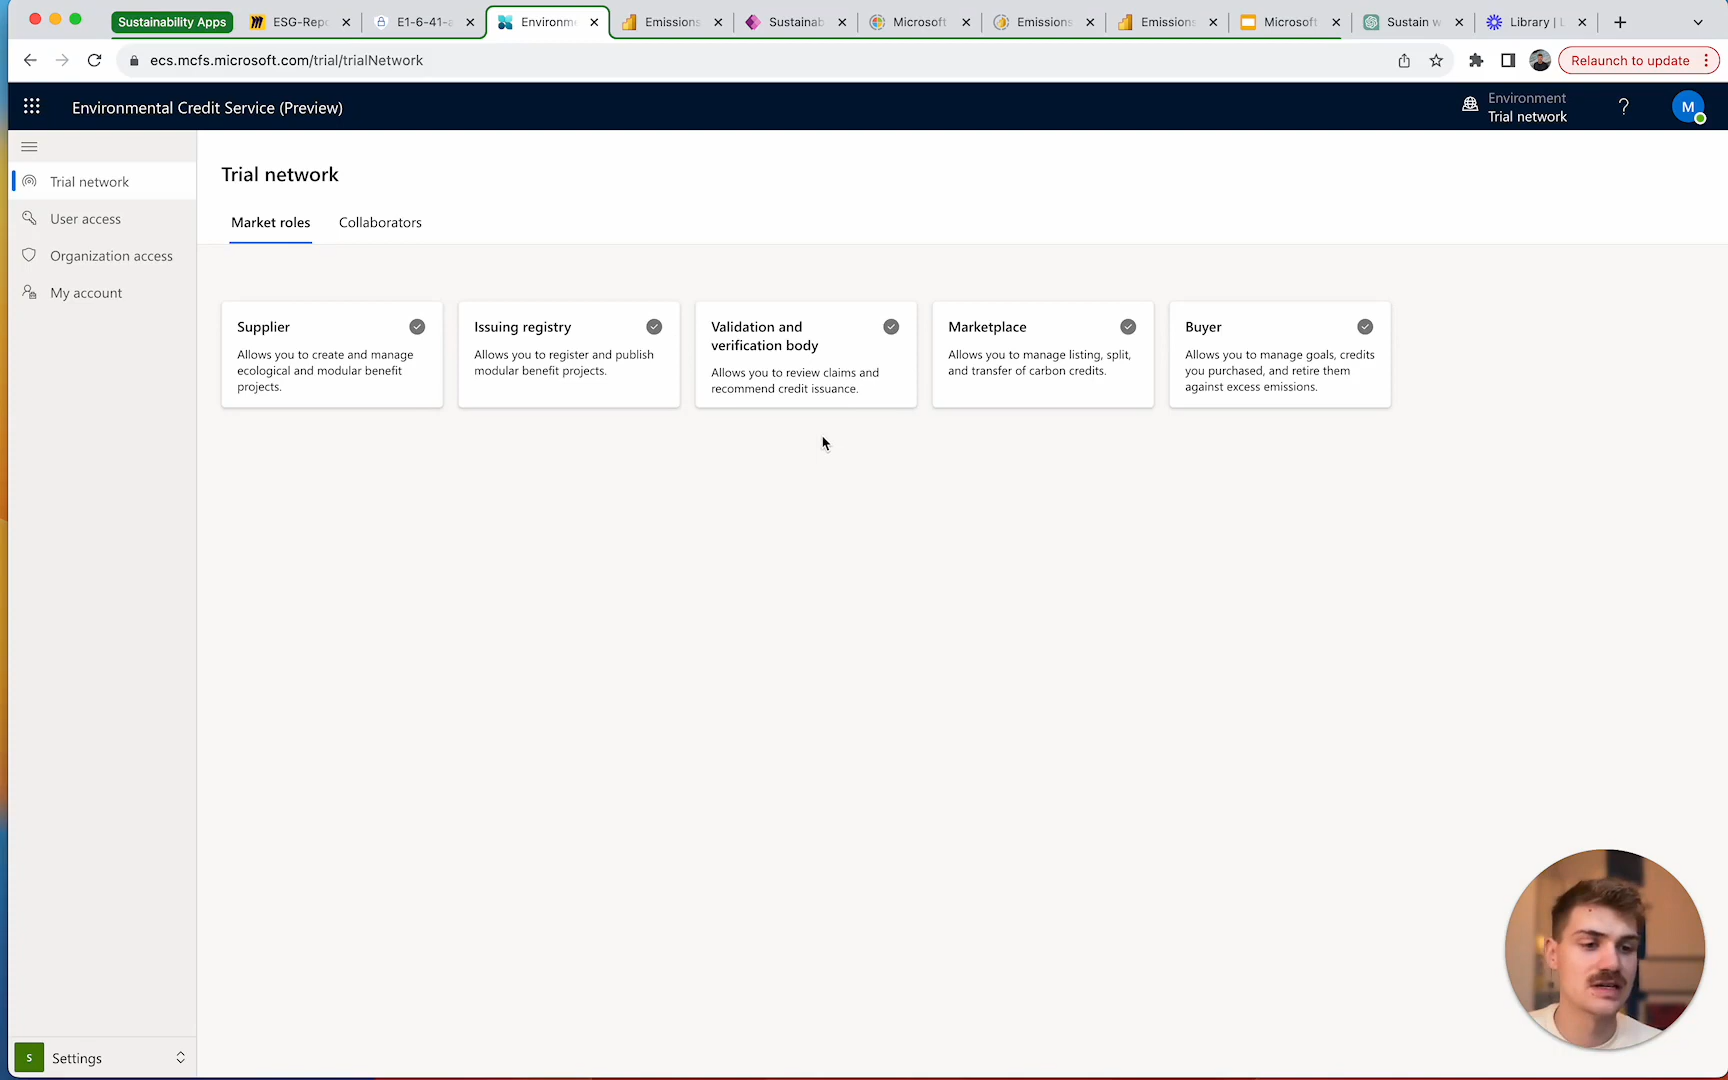 Sustainability Apps
ESG-Rep
E1-6-41-
Environm
Emissions
Sustainab
Microsoft
Emissions
Emissions
Microsoft
Sustain w
Library | L
ecs.mcfs.microsoft.com/trial/trialNetwork
Relaunch to update
Environmental Credit Service (Preview)
Environment
Trial network
?
M
Trial network
User access
Organization access
My account
Trial network
Market roles
Collaborators
Supplier
Allows you to create and manage
ecological and modular benefit
projects.
Issuing registry
Allows you to register and publish
modular benefit projects.
Validation and
verification body
Allows you to review claims and
recommend credit issuance.
Marketplace
Allows you to manage listing, split,
and transfer of carbon credits.
Buyer
Allows you to manage goals, credits
you purchased, and retire them
against excess emissions.
S
Settings